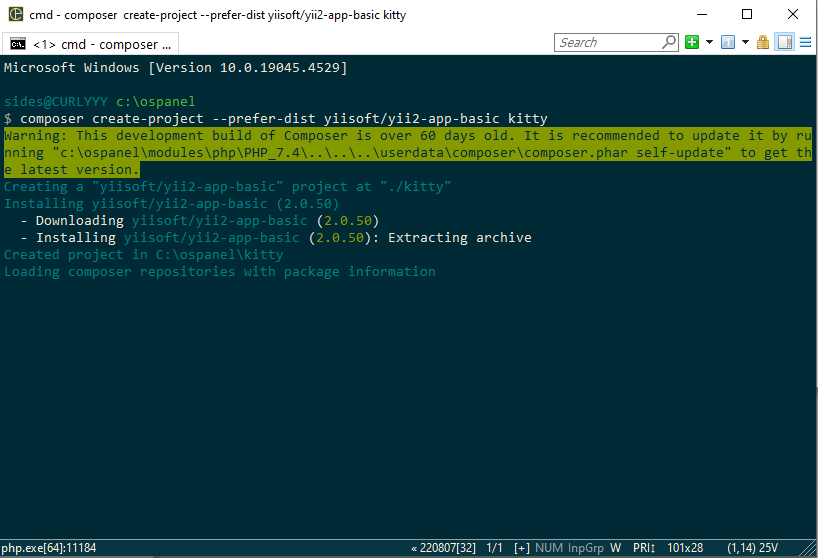 cmd - composer  create-project --prefer-dist yiisoft/yii2-app-basic kitty
<1> cmd - composer ...
Search
Microsoft Windows [Version 10.0.19045.4529]
sides@CURLYYY c:\ospanel
$ composer create-project --prefer-dist yiisoft/yii2-app-basic kitty
Warning: This development build of Composer is over 60 days old. It is recommended to update it by ru
nning "c:\ospanel\modules\php\PHP_7.4\..\..\..\userdata\composer\composer.phar self-update" to get th
e latest version.
Creating a "yiisoft/yii2-app-basic" project at "./kitty"
Installing yiisoft/yii2-app-basic (2.0.50)
  - Downloading yiisoft/yii2-app-basic (2.0.50)
  - Installing yiisoft/yii2-app-basic (2.0.50): Extracting archive
Created project in C:\ospanel\kitty
Loading composer repositories with package information
php.exe[64]:11184 « 220807[32] 1/1 [+] NUM InpGrp W PRI↕ 101x28 (1,14) 25V